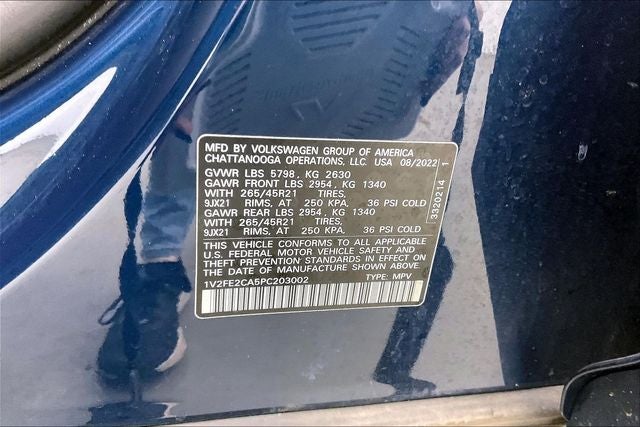 MFD BY VOLKSWAGEN GROUP OF AMERICA
CHATTANOOGA OPERATIONS, LLC. USA 08/2022
GVWR LBS 5798, KG 2630
GAWR FRONT LBS 2954, KG 1340
WITH 265/45R21 TIRES,
9JX21 RIMS, AT 250 KPA. 36 PSI COLD
GAWR REAR LBS 2954, KG 1340
WITH 265/45R21 TIRES,
9JX21 RIMS, AT 250 KPA. 36 PSI COLD
THIS VEHICLE CONFORMS TO ALL APPLICABLE
U.S. FEDERAL MOTOR VEHICLE SAFETY AND
THEFT PREVENTION STANDARDS IN EFFECT ON
THE DATE OF MANUFACTURE SHOWN ABOVE.
1V2FE2CA5PC203002 TYPE: MPV
3320214 1